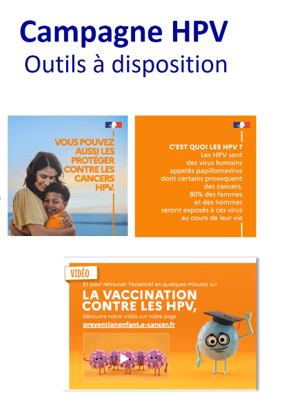 Campagne HPV
Outils à disposition
VOUS POUVEZ
AUSSI LES
PROTÉGER
CONTRE LES
CANCERS
HPV.
C'EST QUOI LES HPV ?
Les HPV sont
des virus humains
appelés papillomavirus
dont certains provoquent
des cancers.
80% des femmes
et des hommes
seront exposés à ces virus
au cours de leur vie
VIDÉO
Et pour retrouver l'essentiel en quelques minutes sur
LA VACCINATION
CONTRE LES HPV,
découvre notre vidéo sur notre page
preventionenfant.e-cancer.fr